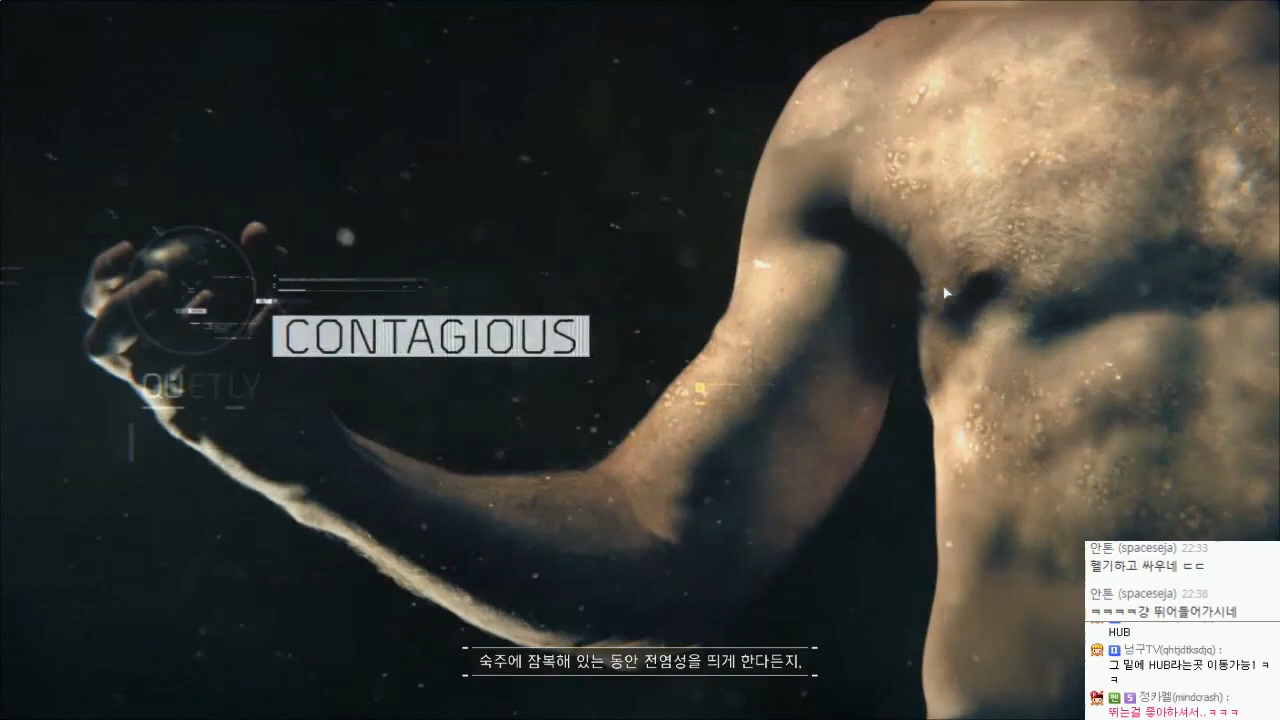 CONTAGIOUS
QUIETLY
숙주에 잠복해 있는 동안 전염성을 띄게 한다든지,
안톤 (spaceseja) 22:33
헬기하고 싸우네 ㄷㄷ
안톤 (spaceseja) 22:38
ㅋㅋㅋㅋ걍 뛰어들어가시네
HUB
넝구TV(qhtjdtksdjq) :
그 밑에 HUB라는곳 이동가능! ㅋ
ㅋ
팬 S 정카멜(mindcrash) :
뛰는걸 좋아하셔서.. ㅋㅋㅋ